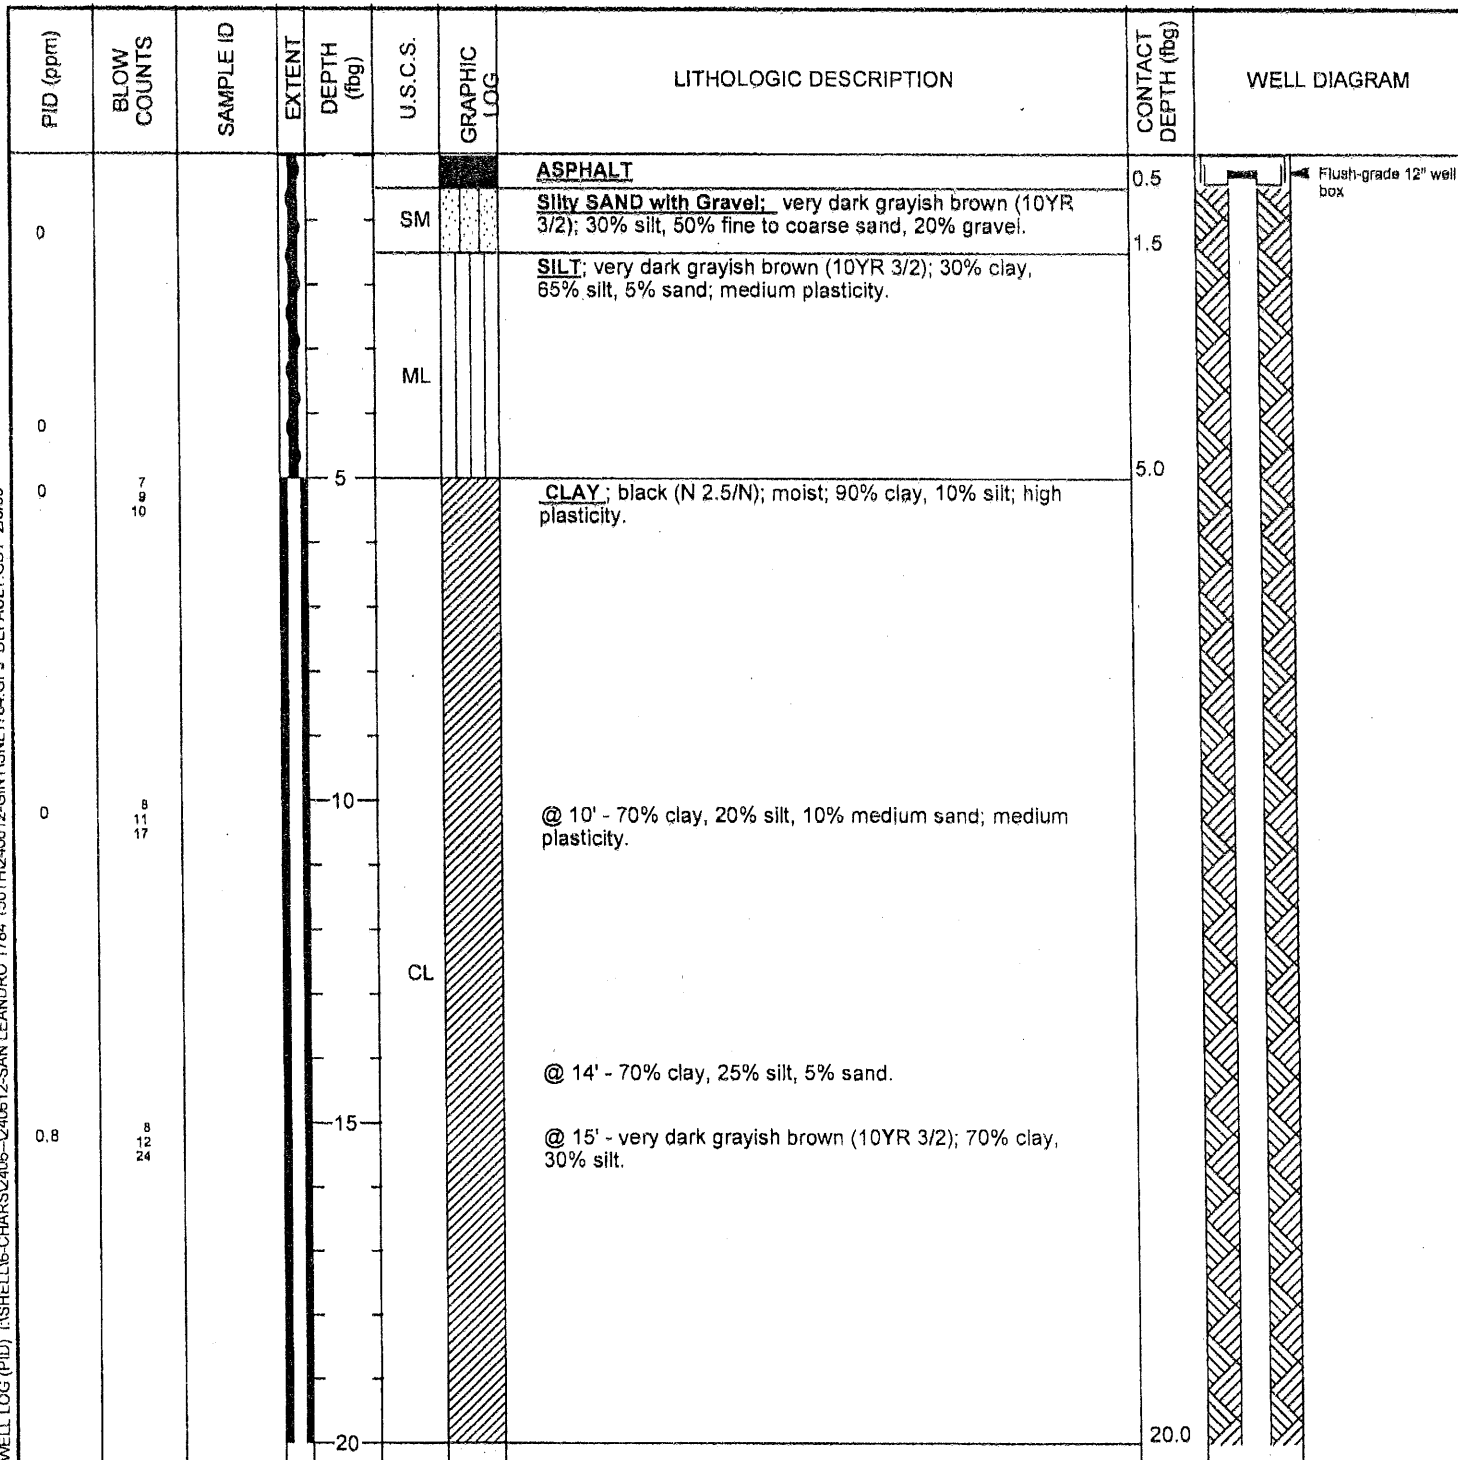 PID (ppm)
BLOW
COUNTS
SAMPLE ID
EXTENT
DEPTH
(fbg)
U.S.C.S.
GRAPHIC
LOG
LITHOLOGIC DESCRIPTION
CONTACT
DEPTH (fbg)
WELL DIAGRAM
ASPHALT
0.5
Flush-grade 12" well
box
SM
Silty SAND with Gravel; very dark grayish brown (10YR
3/2); 30% silt, 50% fine to coarse sand, 20% gravel.
0
1.5
SILT; very dark grayish brown (10YR 3/2); 30% clay,
65% silt, 5% sand; medium plasticity.
ML
0
5
5.0
0
7
9
10
CLAY; black (N 2.5/N); moist; 90% clay, 10% silt; high
plasticity.
10
0
8
11
17
@ 10' - 70% clay, 20% silt, 10% medium sand; medium
plasticity.
CL
@ 14' - 70% clay, 25% silt, 5% sand.
15
0.8
8
12
24
@ 15' - very dark grayish brown (10YR 3/2); 70% clay,
30% silt.
20
20.0
WELL LOG (PID)